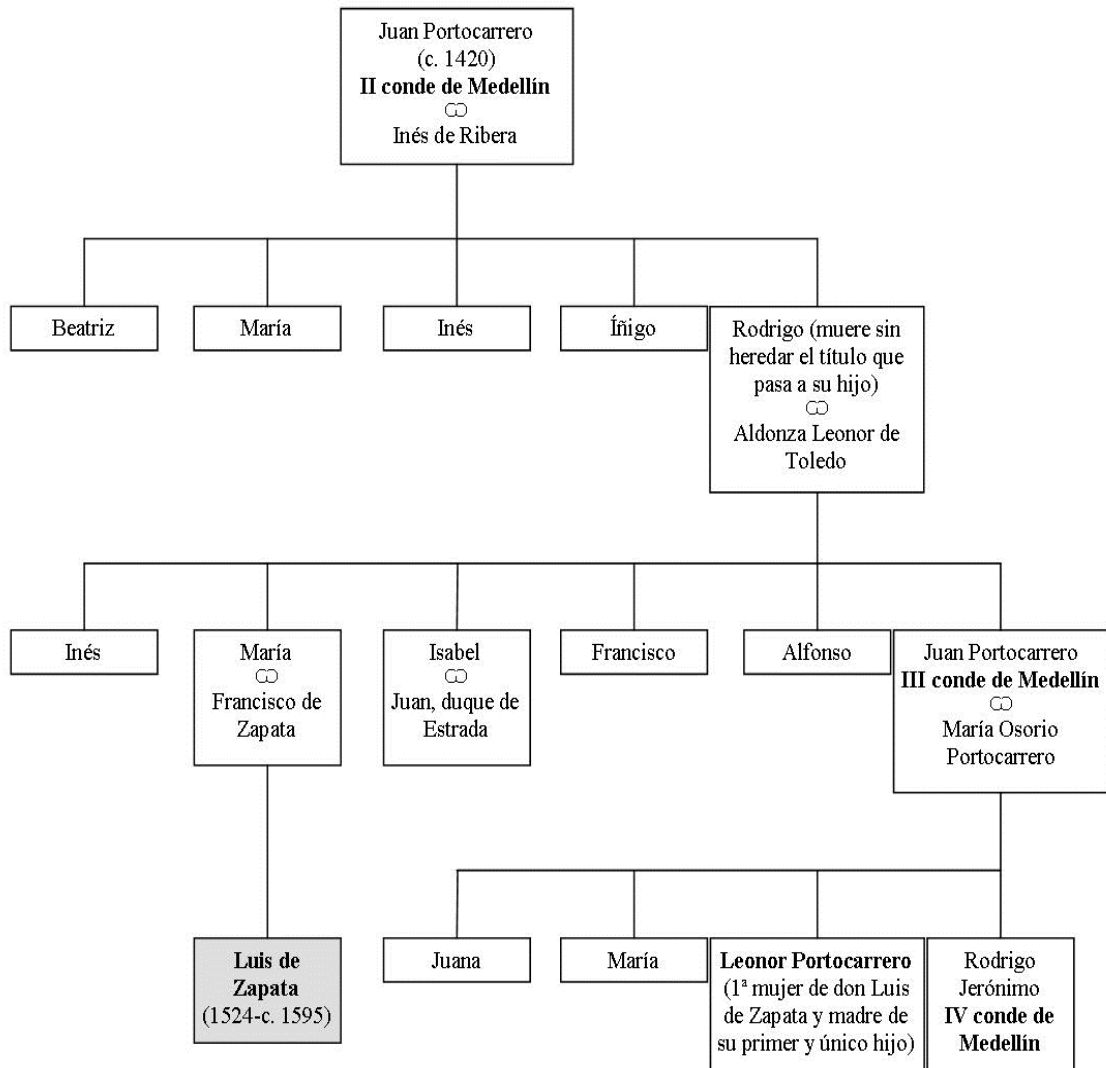 Juan Portocarrero
(c. 1420)
II conde de Medellín
Inés de Ribera
Beatriz
María
Inés
Íñigo
Rodrigo (muere sin
heredar el título que
pasa a su hijo)
Aldonza Leonor de
Toledo
Inés
María
Francisco de
Zapata
Isabel
Juan, duque de
Estrada
Francisco
Alfonso
Juan Portocarrero
III conde de Medellín
María Osorio
Portocarrero
Luis de
Zapata
(1524-c. 1595)
Juana
María
Leonor Portocarrero
(1ª mujer de don Luis
de Zapata y madre de
su primer y único hijo)
Rodrigo
Jerónimo
IV conde de
Medellín